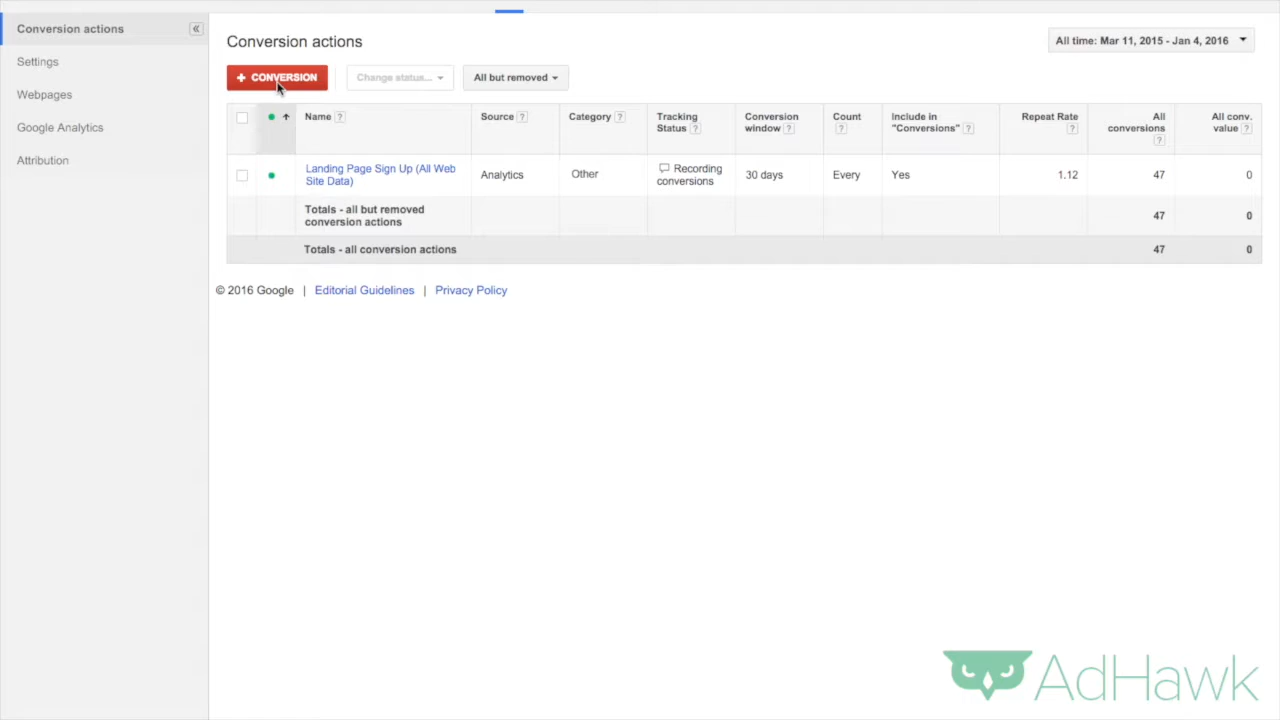 Conversion actions
Settings
Webpages
Google Analytics
Attribution
Conversion actions
All time: Mar 11, 2015 - Jan 4, 2016
+ CONVERSION
Change status...
All but removed
Name ?
Source ?
Category ?
Tracking
Status ?
Conversion
window ?
Count
?
Include in
"Conversions" ?
Repeat Rate
?
All
conversions
?
All conv.
value ?
Landing Page Sign Up (All Web
Site Data)
Analytics
Other
Recording
conversions
30 days
Every
Yes
1.12
47
0
Totals - all but removed
conversion actions
47
0
Totals - all conversion actions
47
0
© 2016 Google | Editorial Guidelines | Privacy Policy
AdHawk